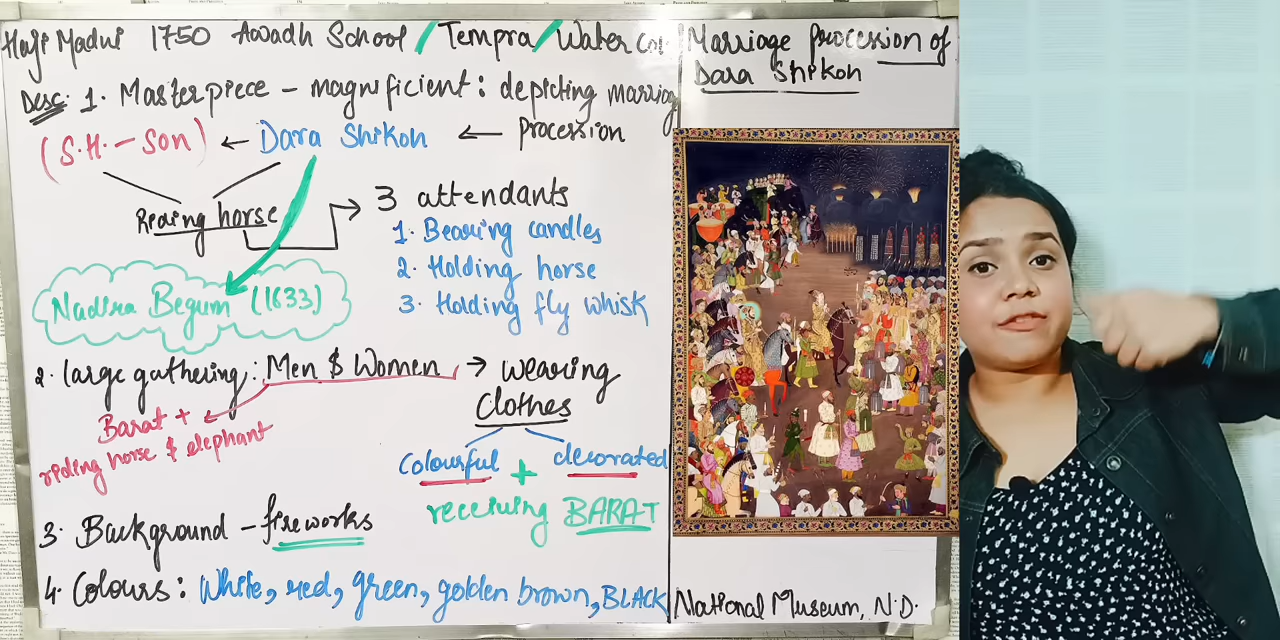 Haji Madni 1750 Awadh School / Tempra / Water Col
Marriage procession of
Dara Shikoh
Desc: 1. Masterpiece - magnificient: depicting marriag
(S.H. - Son) ← Dara Shikoh ← procession
Riding horse → 3 attendants
1. Bearing candles
2. Holding horse
3. Holding fly whisk
Nadira Begum (1633)
2. large gathering: Men & Women → wearing
clothes
Barat +
riding horse & elephant
Colourful + decorated
receiving BARAT
3. Background - fireworks
4. Colours: White, red, green, golden brown, BLACK
National Museum, N.D.